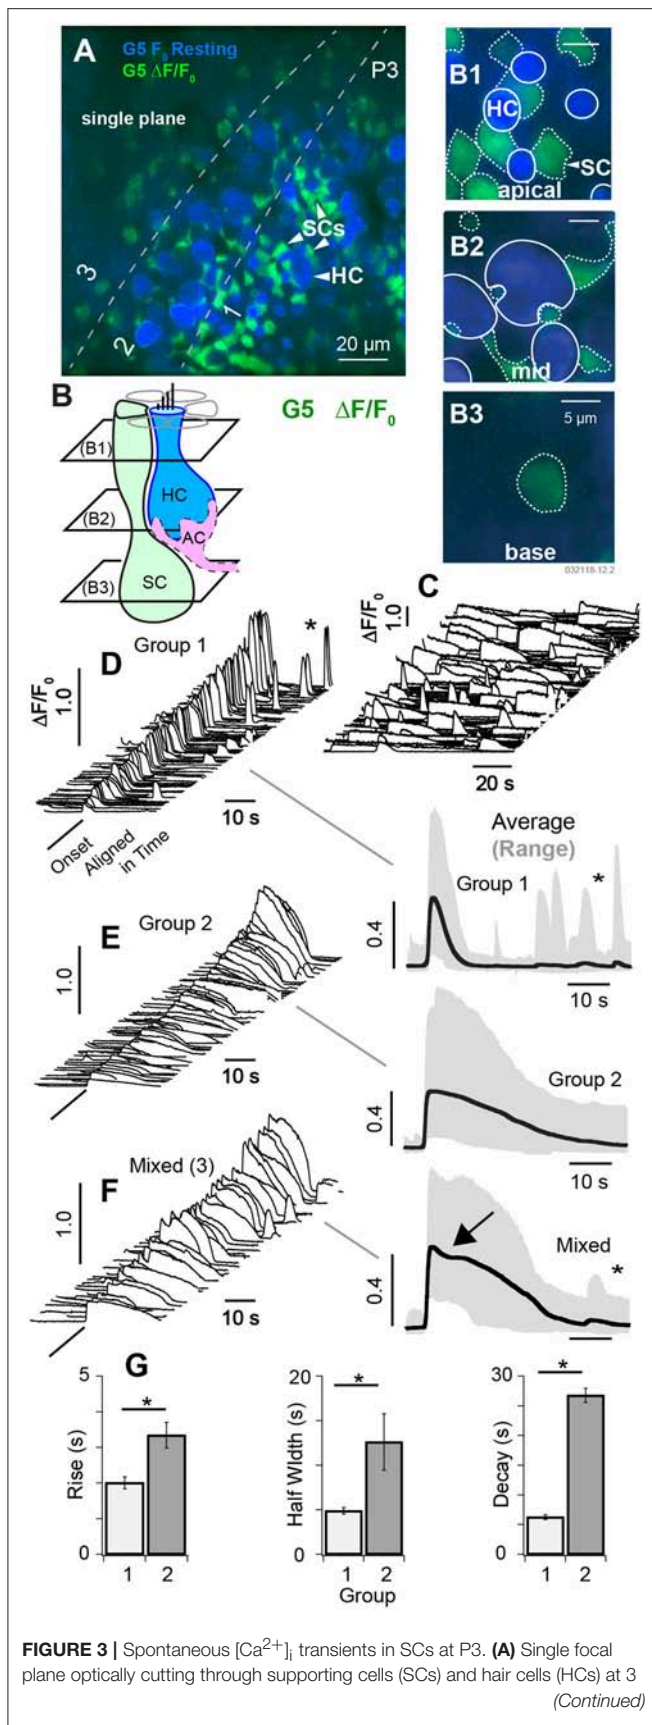 A
G5 F0 Resting
G5 ΔF/F0
P3
single plane
SCs
HC
3
2
1
20 µm
B1
HC
SC
apical
B2
mid
B3
5 µm
base
032118-12.2
B
G5 ΔF/F0
(B1)
HC
(B2)
AC
(B3)
SC
C
ΔF/F0
1.0
20 s
Group 1
D
*
ΔF/F0
1.0
10 s
Onset
Aligned
in Time
Average
(Range)
Group 1
*
0.4
10 s
E
Group 2
1.0
10 s
Group 2
0.4
10 s
Mixed (3)
F
1.0
10 s
Mixed
*
0.4
G
5
Rise (s)
0
*
1 2
20
Half Width (s)
0
*
1 2
Group
30
Decay (s)
0
*
1 2
FIGURE 3 | Spontaneous [Ca2+]i transients in SCs at P3. (A) Single focal
plane optically cutting through supporting cells (SCs) and hair cells (HCs) at 3
(Continued)